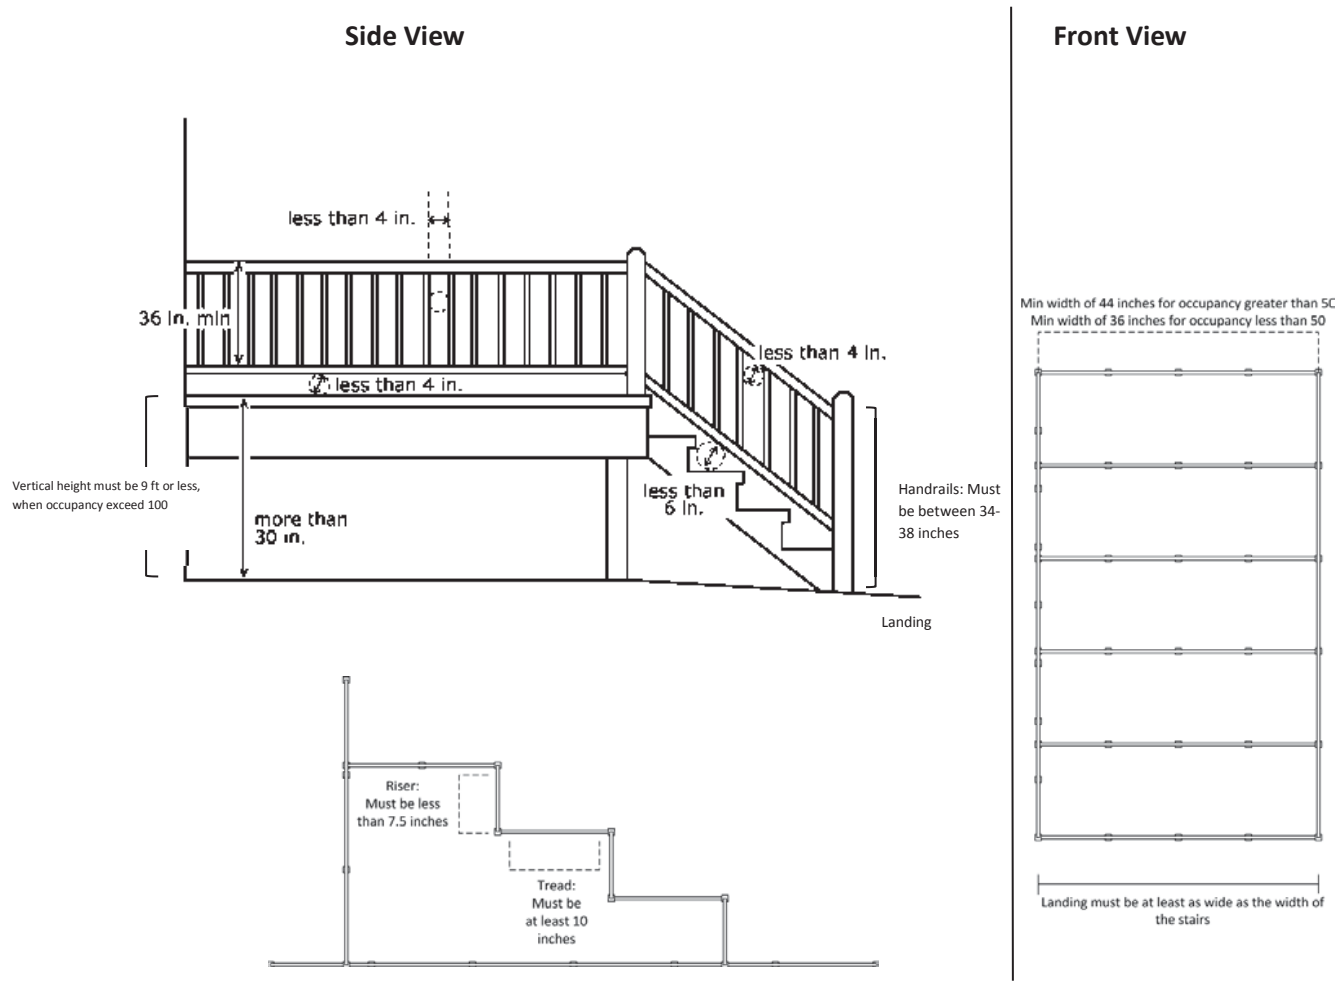 Side View
Front View
less than 4 in.
36 in. min
less than 4 in.
less than 4 in.
Vertical height must be 9 ft or less,
when occupancy exceed 100
more than
30 in.
less than
6 in.
Handrails: Must
be between 34-
38 inches
Landing
Riser:
Must be less
than 7.5 inches
Tread:
Must be
at least 10
inches
Min width of 44 inches for occupancy greater than 50
Min width of 36 inches for occupancy less than 50
Landing must be at least as wide as the width of
the stairs